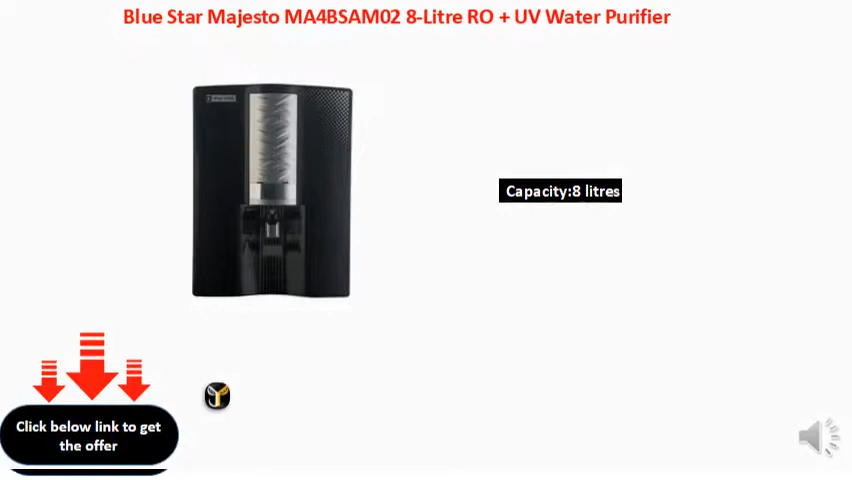 Blue Star Majesto MA4BSAM02 8-Litre RO + UV Water Purifier
Capacity:8 litres
Click below link to get
the offer